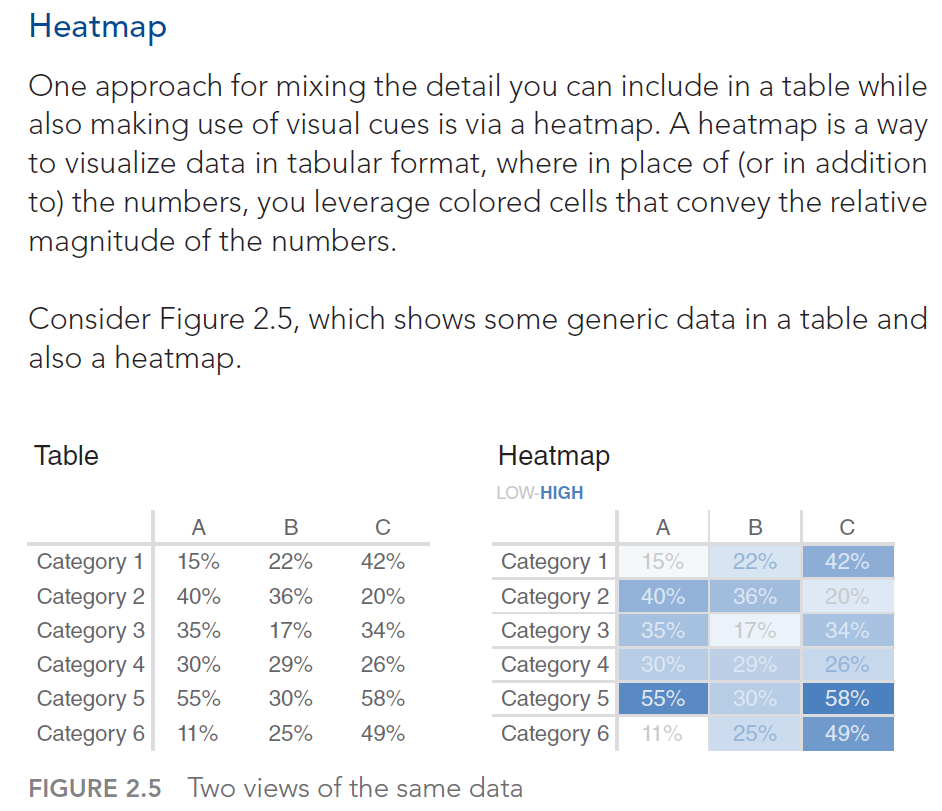 Heatmap
One approach for mixing the detail you can include in a table while
also making use of visual cues is via a heatmap. A heatmap is a way
to visualize data in tabular format, where in place of (or in addition
to) the numbers, you leverage colored cells that convey the relative
magnitude of the numbers.
Consider Figure 2.5, which shows some generic data in a table and
also a heatmap.
Table
A B C
Category 1 15% 22% 42%
Category 2 40% 36% 20%
Category 3 35% 17% 34%
Category 4 30% 29% 26%
Category 5 55% 30% 58%
Category 6 11% 25% 49%
Heatmap
LOW-HIGH
A B C
Category 1 15% 22% 42%
Category 2 40% 36% 20%
Category 3 35% 17% 34%
Category 4 30% 29% 26%
Category 5 55% 30% 58%
Category 6 11% 25% 49%
FIGURE 2.5 Two views of the same data